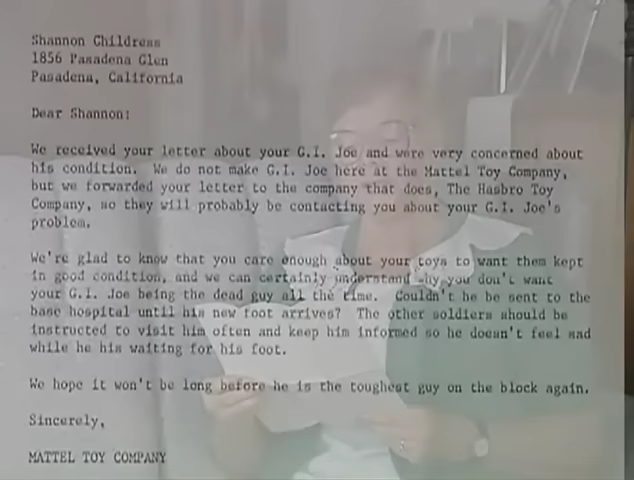 Shannon Childress
1856 Pasadena Glen
Pasadena, California
Dear Shannon:
We received your letter about your G.I. Joe and were very concerned about
his condition. We do not make G.I. Joe here at the Mattel Toy Company,
but we forwarded your letter to the company that does, The Hasbro Toy
Company, so they will probably be contacting you about your G.I. Joe's
problem.
We're glad to know that you care enough about your toys to want them kept
in good condition, and we can certainly understand why you don't want
your G.I. Joe being the dead guy all the time. Couldn't he be sent to the
base hospital until his new foot arrives? The other soldiers should be
instructed to visit him often and keep him informed so he doesn't feel sad
while he his waiting for his foot.
We hope it won't be long before he is the toughest guy on the block again.
Sincerely,
MATTEL TOY COMPANY